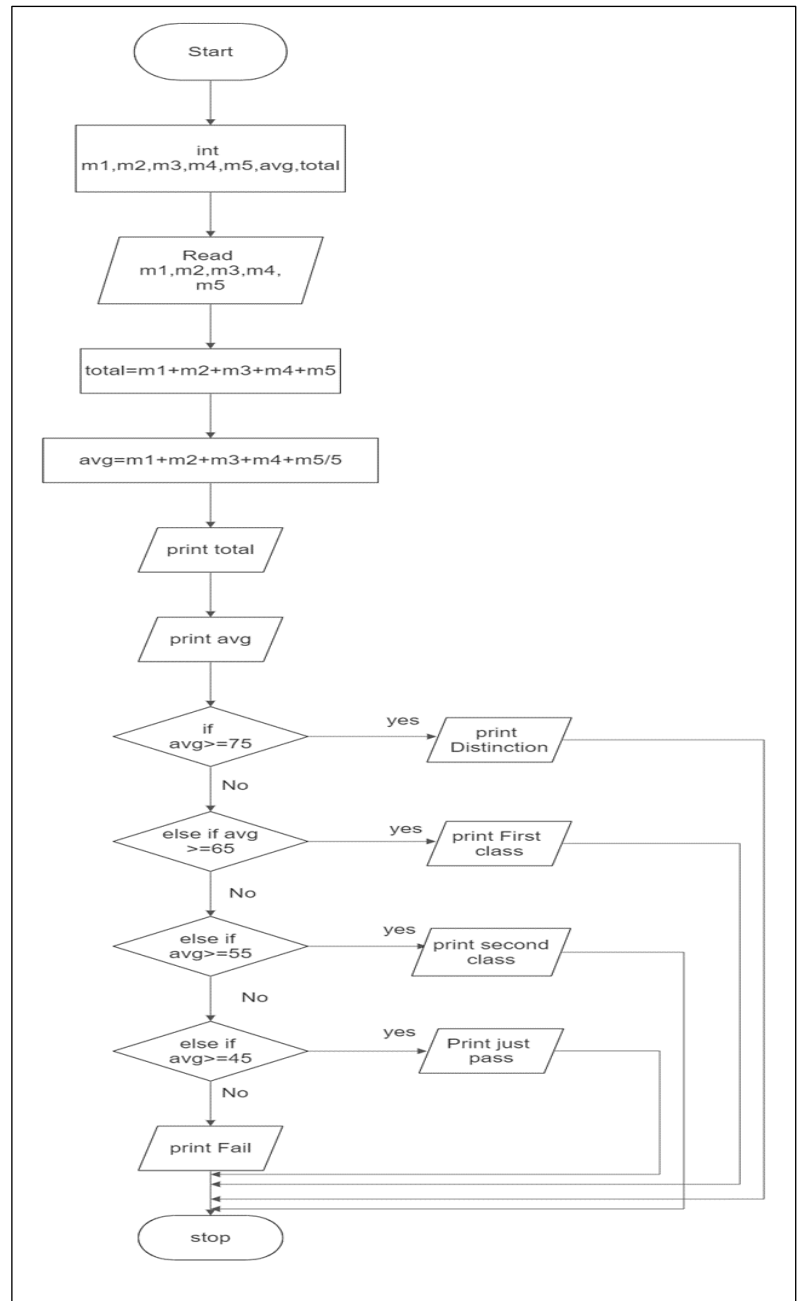 Start
int
m1,m2,m3,m4,m5,avg,total
Read
m1,m2,m3,m4,
m5
total=m1+m2+m3+m4+m5
avg=m1+m2+m3+m4+m5/5
print total
print avg
if
avg>=75
yes
print
Distinction
No
else if avg
>=65
yes
print First
class
No
else if
avg>=55
yes
print second
class
No
else if
avg>=45
yes
Print just
pass
No
print Fail
stop